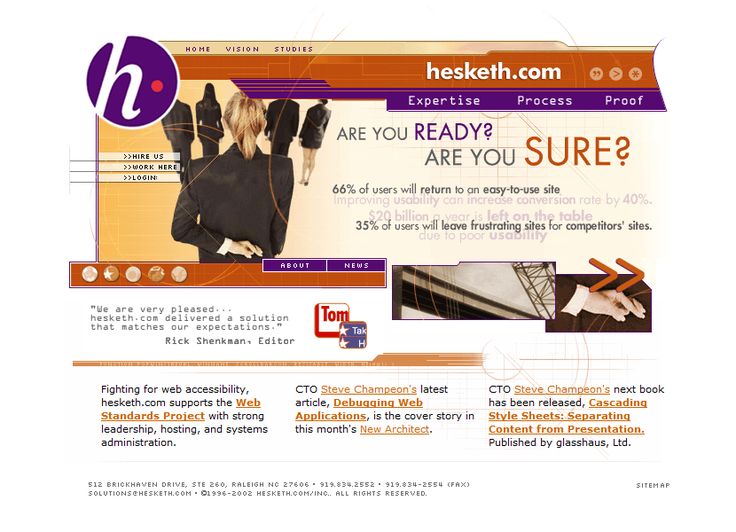 h.
HOME VISION STUDIES
hesketh.com
Expertise Process Proof
ARE YOU READY?
ARE YOU SURE?
>>HIRE US
>>WORK HERE
>>LOGIN
66% of users will return to an easy-to-use site
Improving usability can increase conversion rate by 40%.
$20 billion a year is left on the table
35% of users will leave frustrating sites for competitors' sites.
due to poor usability
ABOUT NEWS
"We are very pleased...
hesketh.com delivered a solution
that matches our expectations."
Rick Shenkman, Editor
Tom
Tak
H
Fighting for web accessibility,
hesketh.com supports the Web
Standards Project with strong
leadership, hosting, and systems
administration.
CTO Steve Champeon's latest
article, Debugging Web
Applications, is the cover story in
this month's New Architect.
CTO Steve Champeon's next book
has been released, Cascading
Style Sheets: Separating
Content from Presentation.
Published by glasshaus, Ltd.
512 BRICKHAVEN DRIVE, STE 260, RALEIGH NC 27606 • 919.834.2552 • 919.834-2554 (FAX)
SOLUTIONS@HESKETH.COM • ©1996-2002 HESKETH.COM/INC.. ALL RIGHTS RESERVED.
SITEMAP